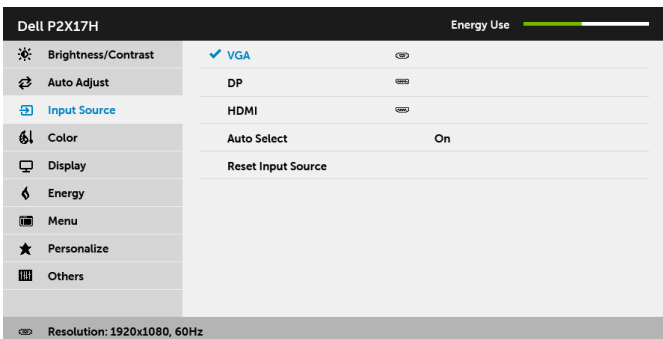 Dell P2X17H Energy Use
Brightness/Contrast VGA
Auto Adjust DP
Input Source HDMI
Color Auto Select On
Display Reset Input Source
Energy
Menu
Personalize
Others
Resolution: 1920x1080, 60Hz